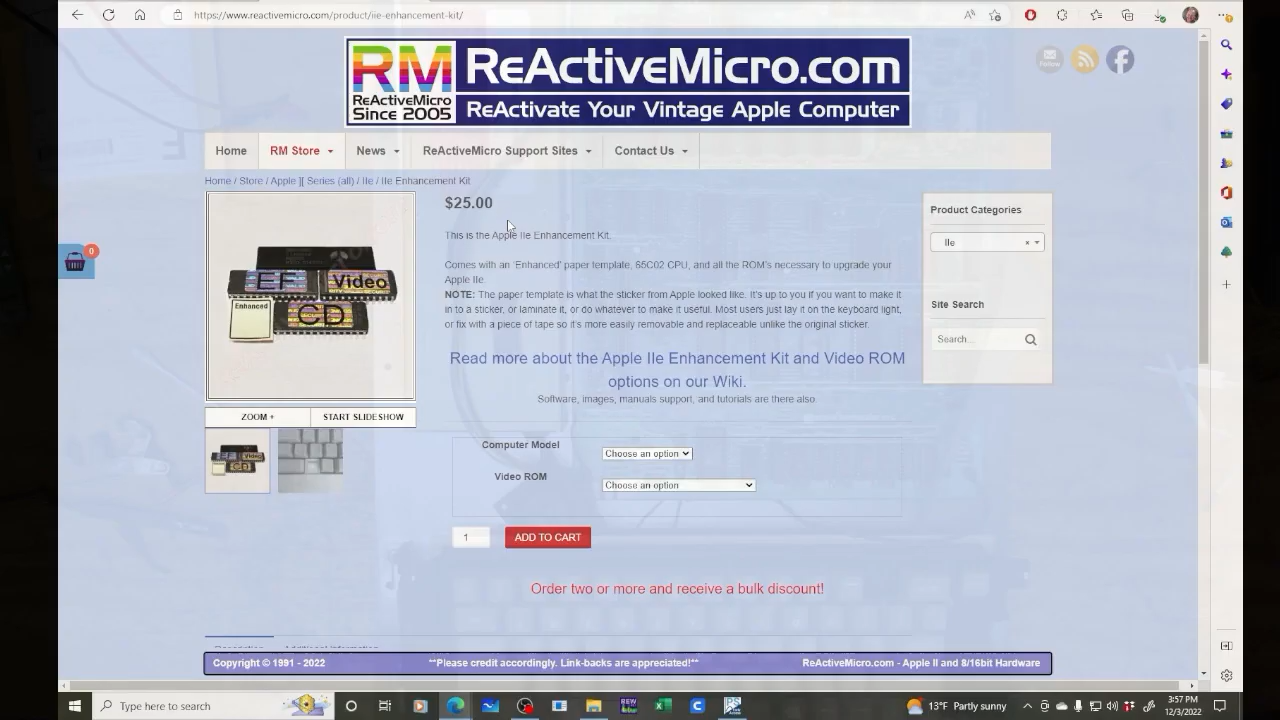 https://www.reactivemicro.com/product/iie-enhancement-kit/
RM
ReActiveMicro
Since 2005
ReActiveMicro.com
ReActivate Your Vintage Apple Computer
Follow
Home
RM Store
News
ReActiveMicro Support Sites
Contact Us
Home / Store / Apple ][ Series (all) / IIe / IIe Enhancement Kit
$25.00
This is the Apple IIe Enhancement Kit.
Comes with an 'Enhanced' paper template, 65C02 CPU, and all the ROM's necessary to upgrade your
Apple IIe.
NOTE: The paper template is what the sticker from Apple looked like. It's up to you if you want to make it
in to a sticker, or laminate it, or do whatever to make it useful. Most users just lay it on the keyboard light,
or fix with a piece of tape so it's more easily removable and replaceable unlike the original sticker.
Read more about the Apple IIe Enhancement Kit and Video ROM
options on our Wiki.
Software, images, manuals support, and tutorials are there also
EF
Video
Enhanced
CD
ZOOM +
START SLIDESHOW
Computer Model
Choose an option
Video ROM
Choose an option
1
ADD TO CART
Order two or more and receive a bulk discount!
Product Categories
IIe
×
Site Search
Search...
0
Description
Additional information
Copyright © 1991 - 2022
**Please credit accordingly. Link-backs are appreciated!**
ReActiveMicro.com - Apple II and 8/16bit Hardware
Type here to search
13°F Partly sunny
3:57 PM
12/3/2022